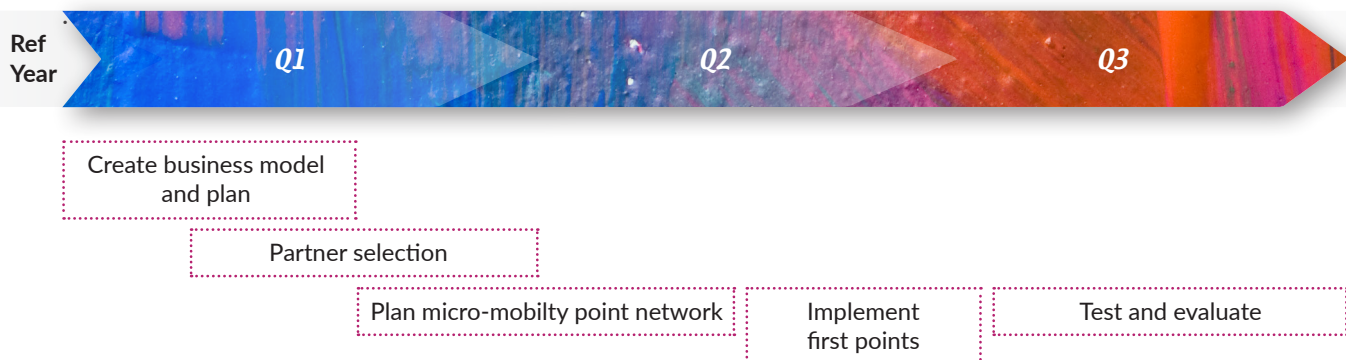 Ref
Year
Q1
Q2
Q3
Create business model
and plan
Partner selection
Plan micro-mobilty point network
Implement
first points
Test and evaluate